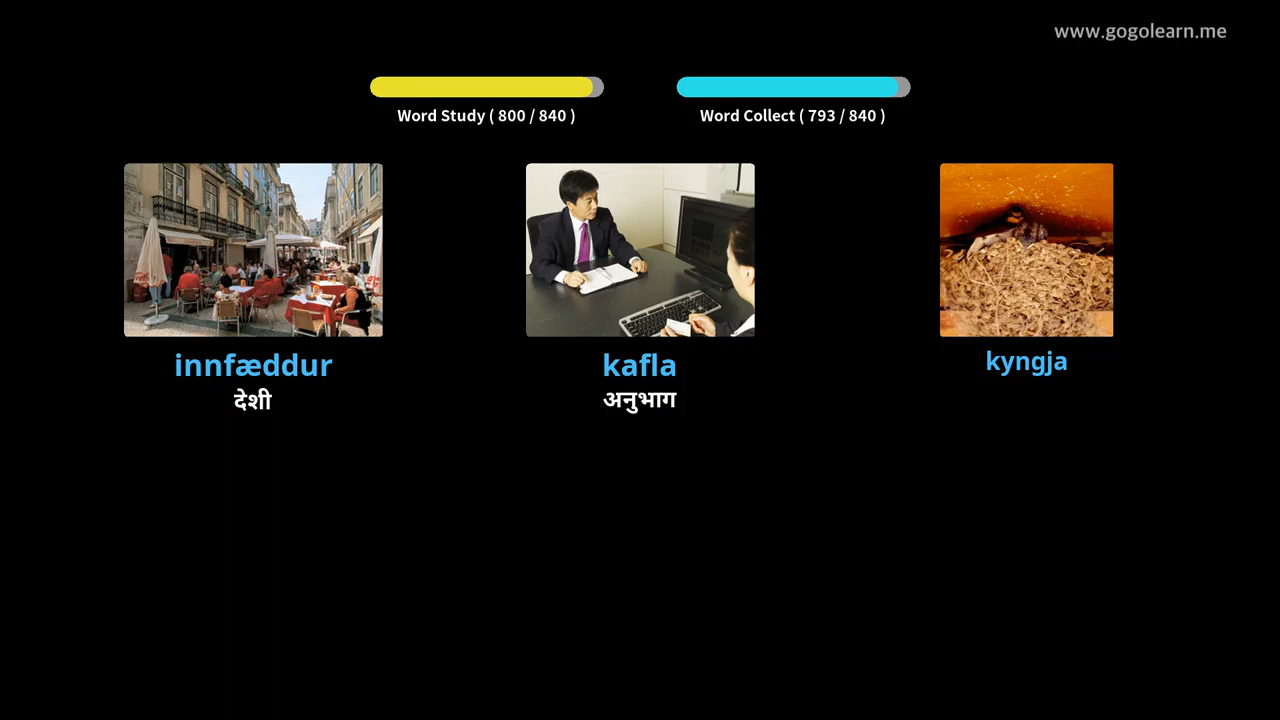 www.gogolearn.me
Word Study ( 800 / 840 )
Word Collect ( 793 / 840 )
innfæddur
देशी
kafla
अनुभाग
kyngja